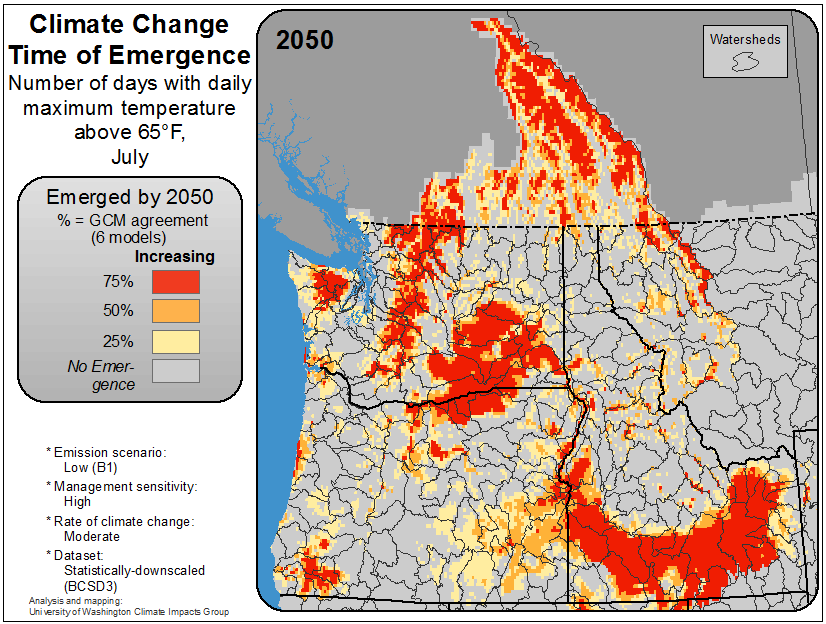 Climate Change
Time of Emergence
Number of days with daily
maximum temperature
above 65°F,
July
2050
Watersheds
Emerged by 2050
% = GCM agreement
(6 models)
Increasing
75%
50%
25%
No Emer-
gence
* Emission scenario:
Low (B1)
* Management sensitivity:
High
* Rate of climate change:
Moderate
* Dataset:
Statistically-downscaled
(BCSD3)
Analysis and mapping:
University of Washington Climate Impacts Group